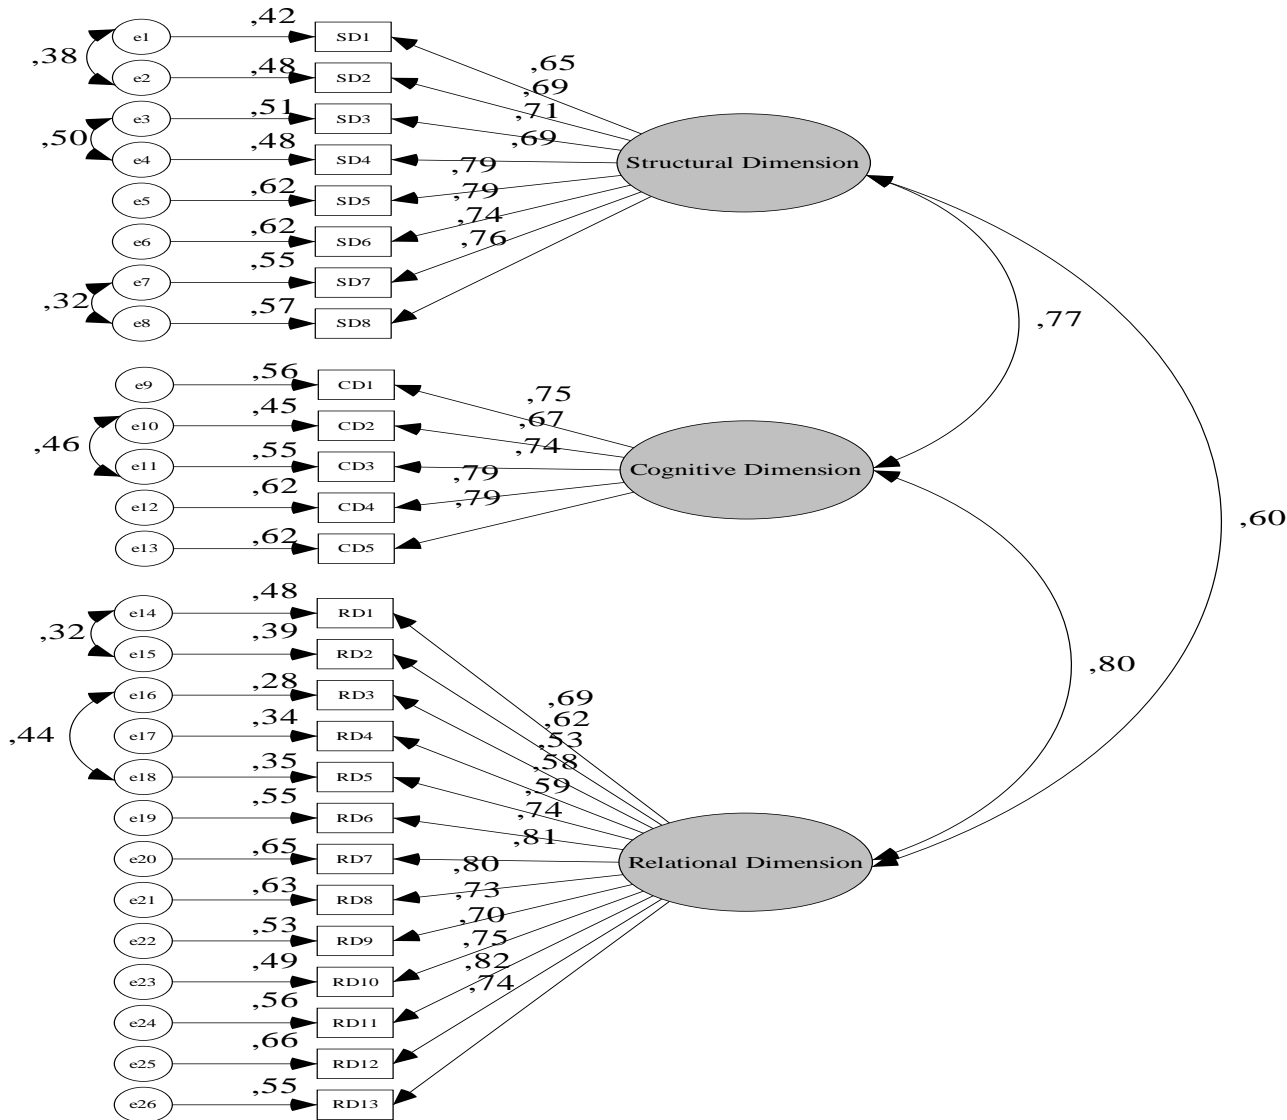 ,42
e1 SD1
,38 ,65
,48
e2 SD2 ,69
,51 ,71
e3 SD3
,50 ,48 ,69
e4 SD4 Structural Dimension
,62 ,79
e5 SD5 ,79
,62 ,74
e6 SD6 ,76
,55
e7 SD7
,32 ,57
e8 SD8 ,77
,56
e9 CD1 ,75
,45
e10 CD2 ,67
,46 ,55 ,74
e11 CD3 Cognitive Dimension
,62 ,79
e12 CD4 ,79
,60
,62
e13 CD5
,48
e14 RD1
,32 ,39
e15 RD2 ,80
,28
e16 RD3 ,69
,34 ,62
,44 e17 RD4 ,53
,35 ,58
e18 RD5 ,59
,55 ,74
e19 RD6 ,81
,65
e20 RD7 ,80 Relational Dimension
,63 ,73
e21 RD8 ,70
,53 ,75
e22 RD9 ,82
,49 ,74
e23 RD10
,56
e24 RD11
,66
e25 RD12
,55
e26 RD13